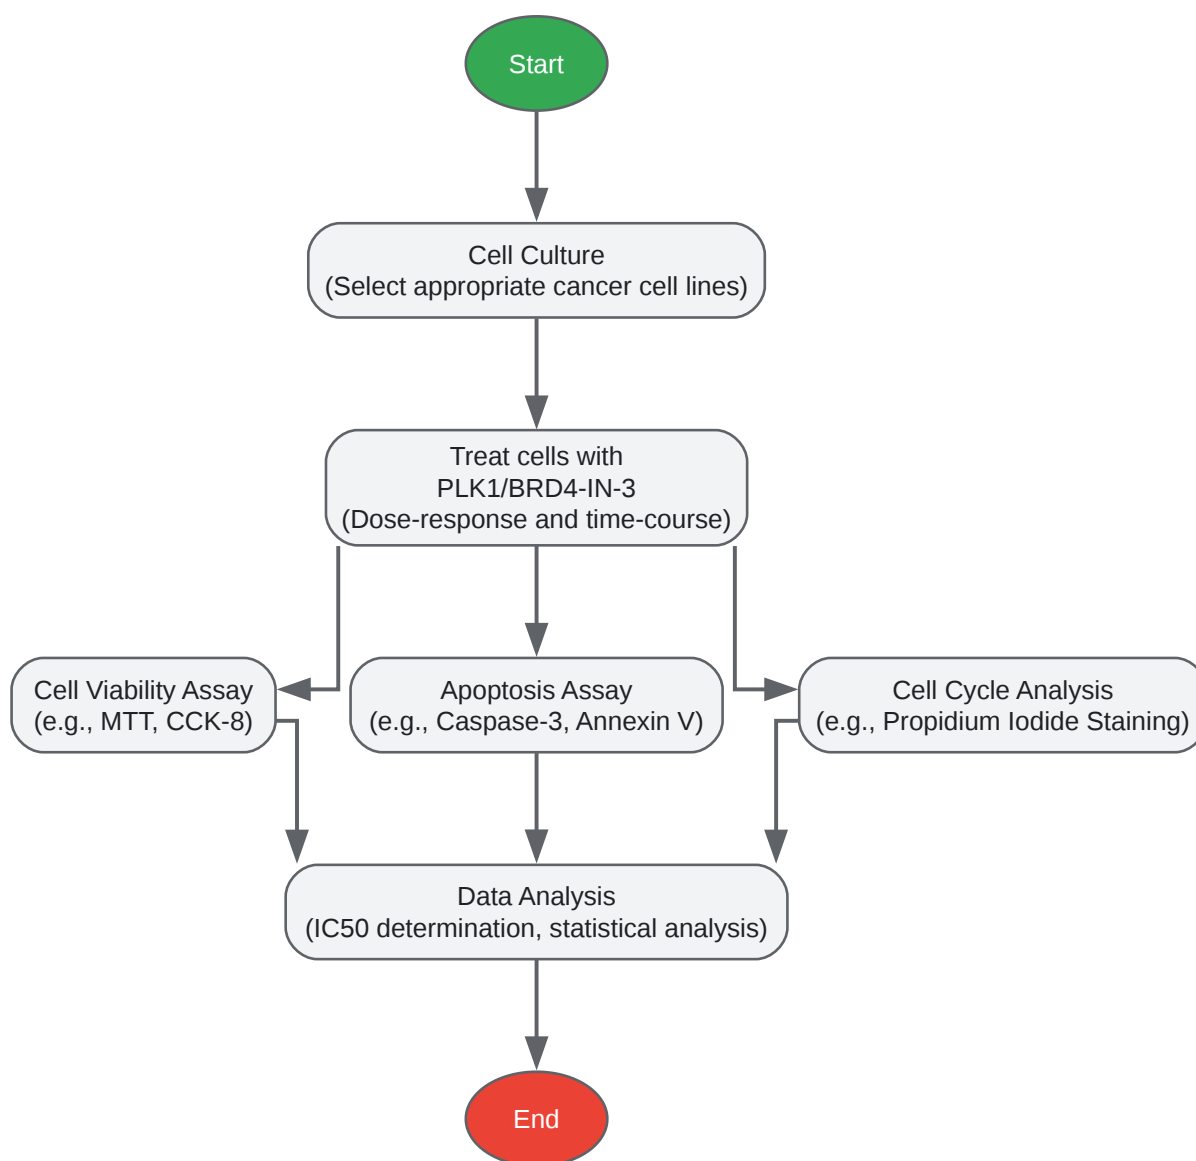 Start
Cell Culture
(Select appropriate cancer cell lines)
Treat cells with
PLK1/BRD4-IN-3
(Dose-response and time-course)
Cell Viability Assay
(e.g., MTT, CCK-8)
Apoptosis Assay
(e.g., Caspase-3, Annexin V)
Cell Cycle Analysis
(e.g., Propidium Iodide Staining)
Data Analysis
(IC50 determination, statistical analysis)
End